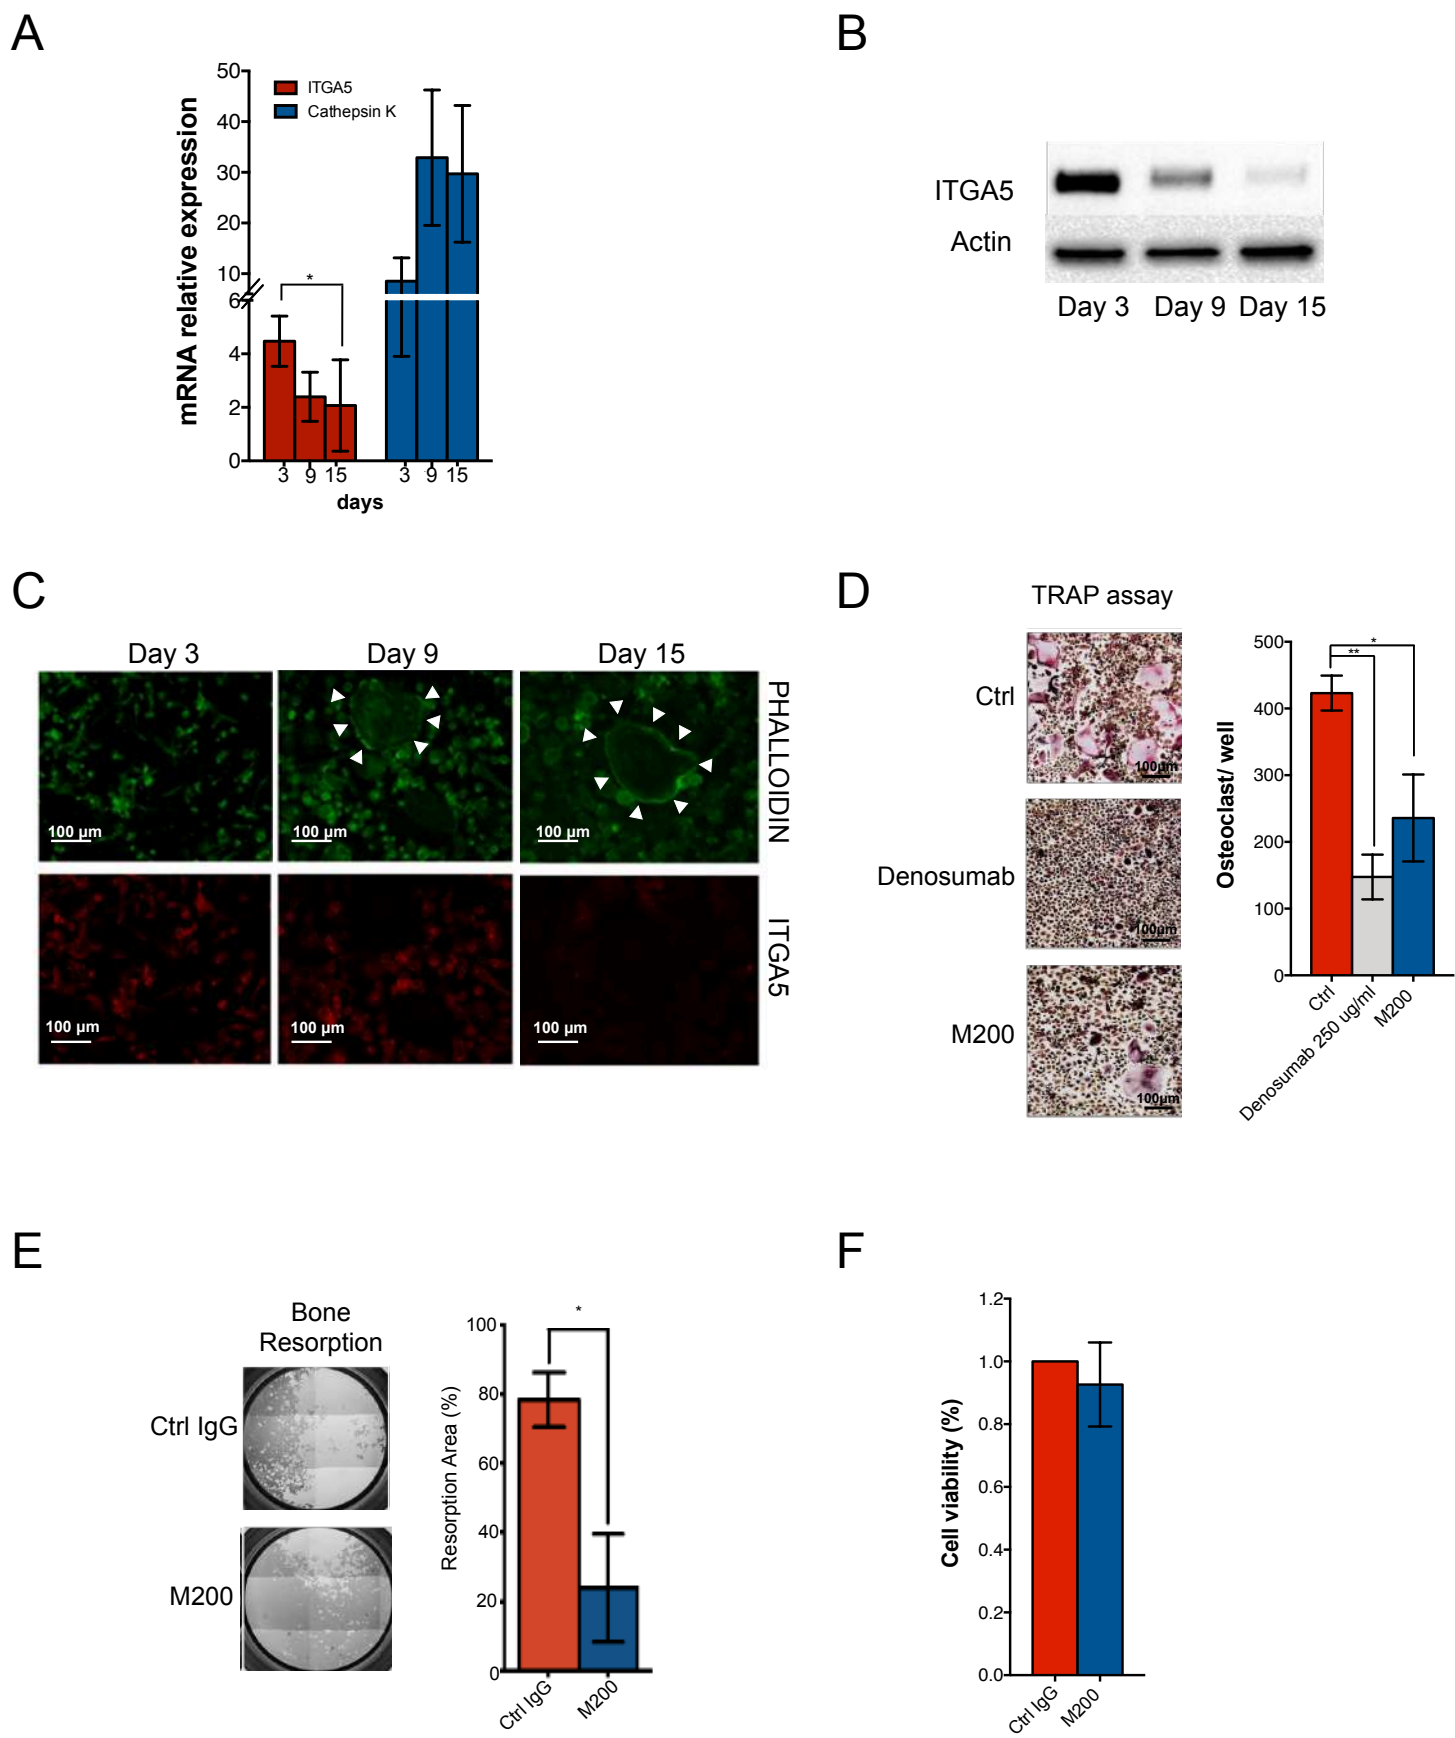 A
50
40
30
20
10
6
4
2
0
mRNA relative expression
ITGA5
Cathepsin K
*
3 9 15
3 9 15
days
B
ITGA5
Actin
Day 3 Day 9 Day 15
C
Day 3 Day 9 Day 15
PHALLOIDIN
100 µm 100 µm 100 µm
ITGA5
100 µm 100 µm 100 µm
D
TRAP assay
Ctrl
100µm
Denosumab
100µm
M200
100µm
Osteoclast/ well
500
400
300
200
100
0
*
**
Ctrl
Denosumab 250 ug/ml
M200
E
Bone
Resorption
Ctrl IgG
M200
Resorption Area (%)
100
80
60
40
20
0
*
Ctrl IgG
M200
F
Cell viability (%)
1.2
1.0
0.8
0.6
0.4
0.2
0.0
Ctrl IgG
M200